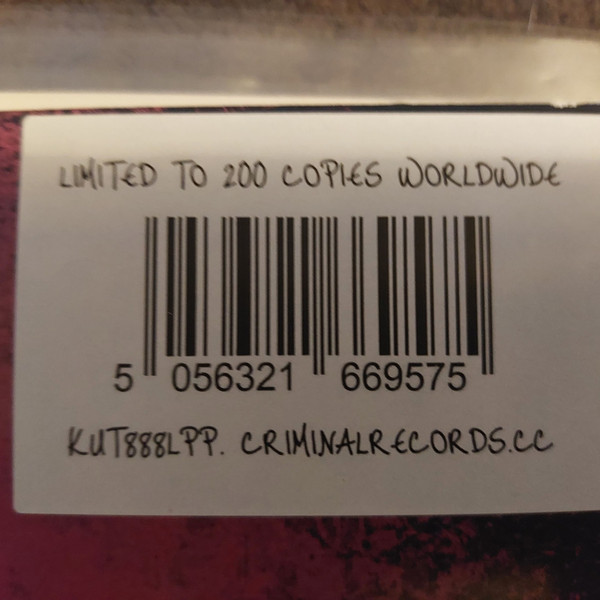 LIMITED TO 200 COPIES WORLDWIDE
5 056321 669575
KUT888LPP. CRIMINALRECORDS.CC